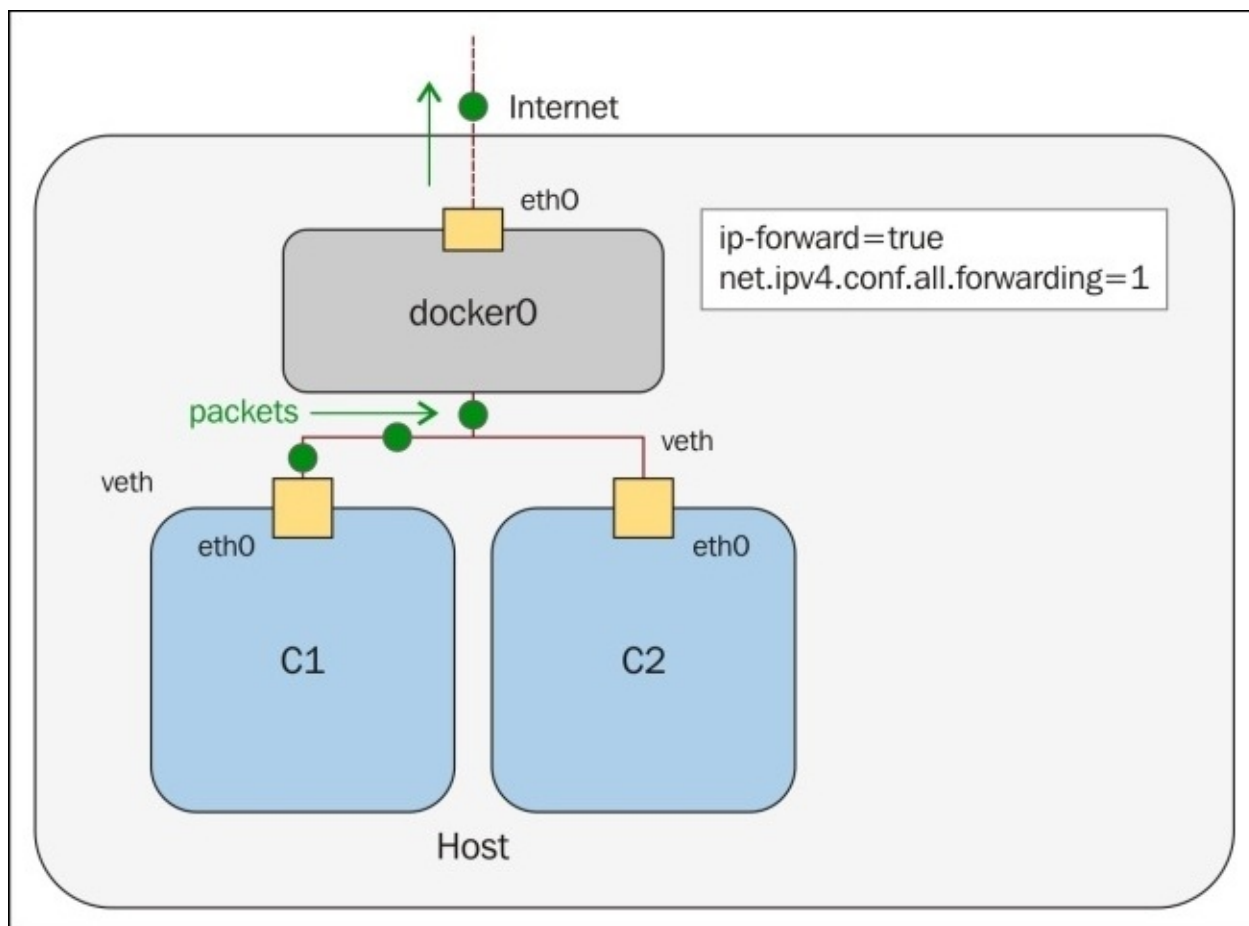 Internet
eth0
ip-forward=true
net.ipv4.conf.all.forwarding=1
docker0
packets
veth
veth
eth0
eth0
C1
C2
Host